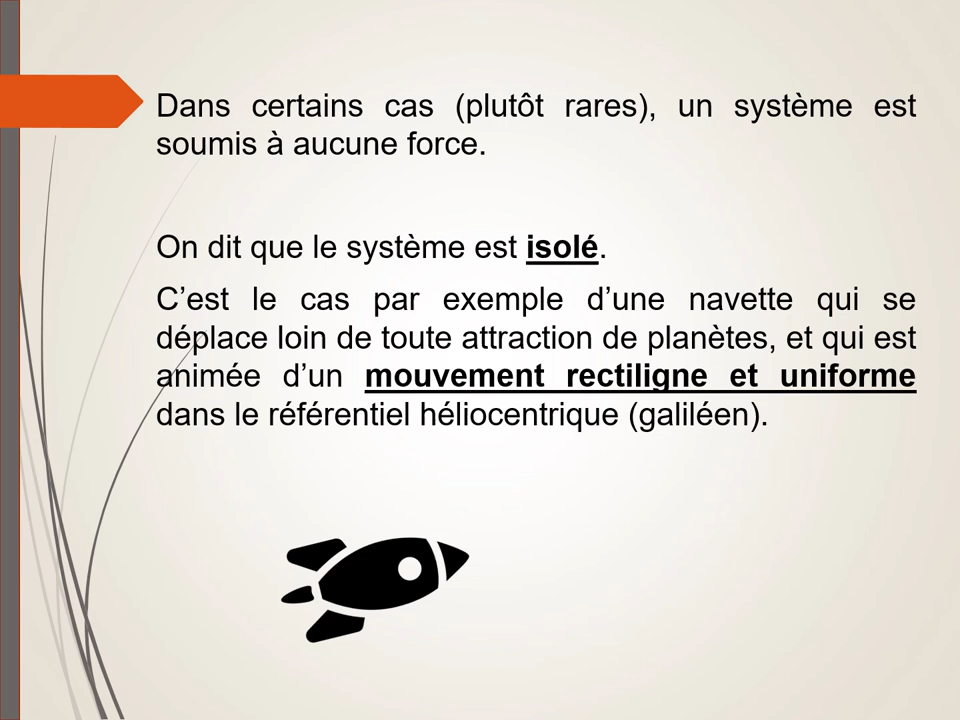 Dans certains cas (plutôt rares), un système est
soumis à aucune force.
On dit que le système est isolé.
C’est le cas par exemple d’une navette qui se
déplace loin de toute attraction de planètes, et qui est
animée d’un mouvement rectiligne et uniforme
dans le référentiel héliocentrique (galiléen).